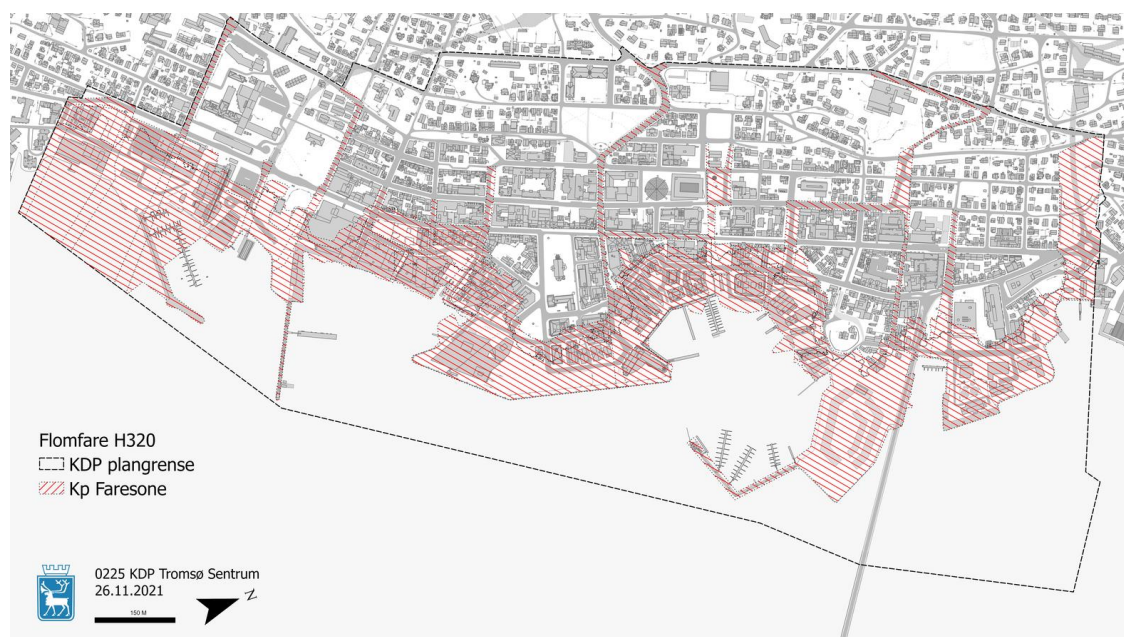 Flomfare H320
KDP plangrense
Kp Faresone
0225 KDP Tromsø Sentrum
26.11.2021
150 M
N